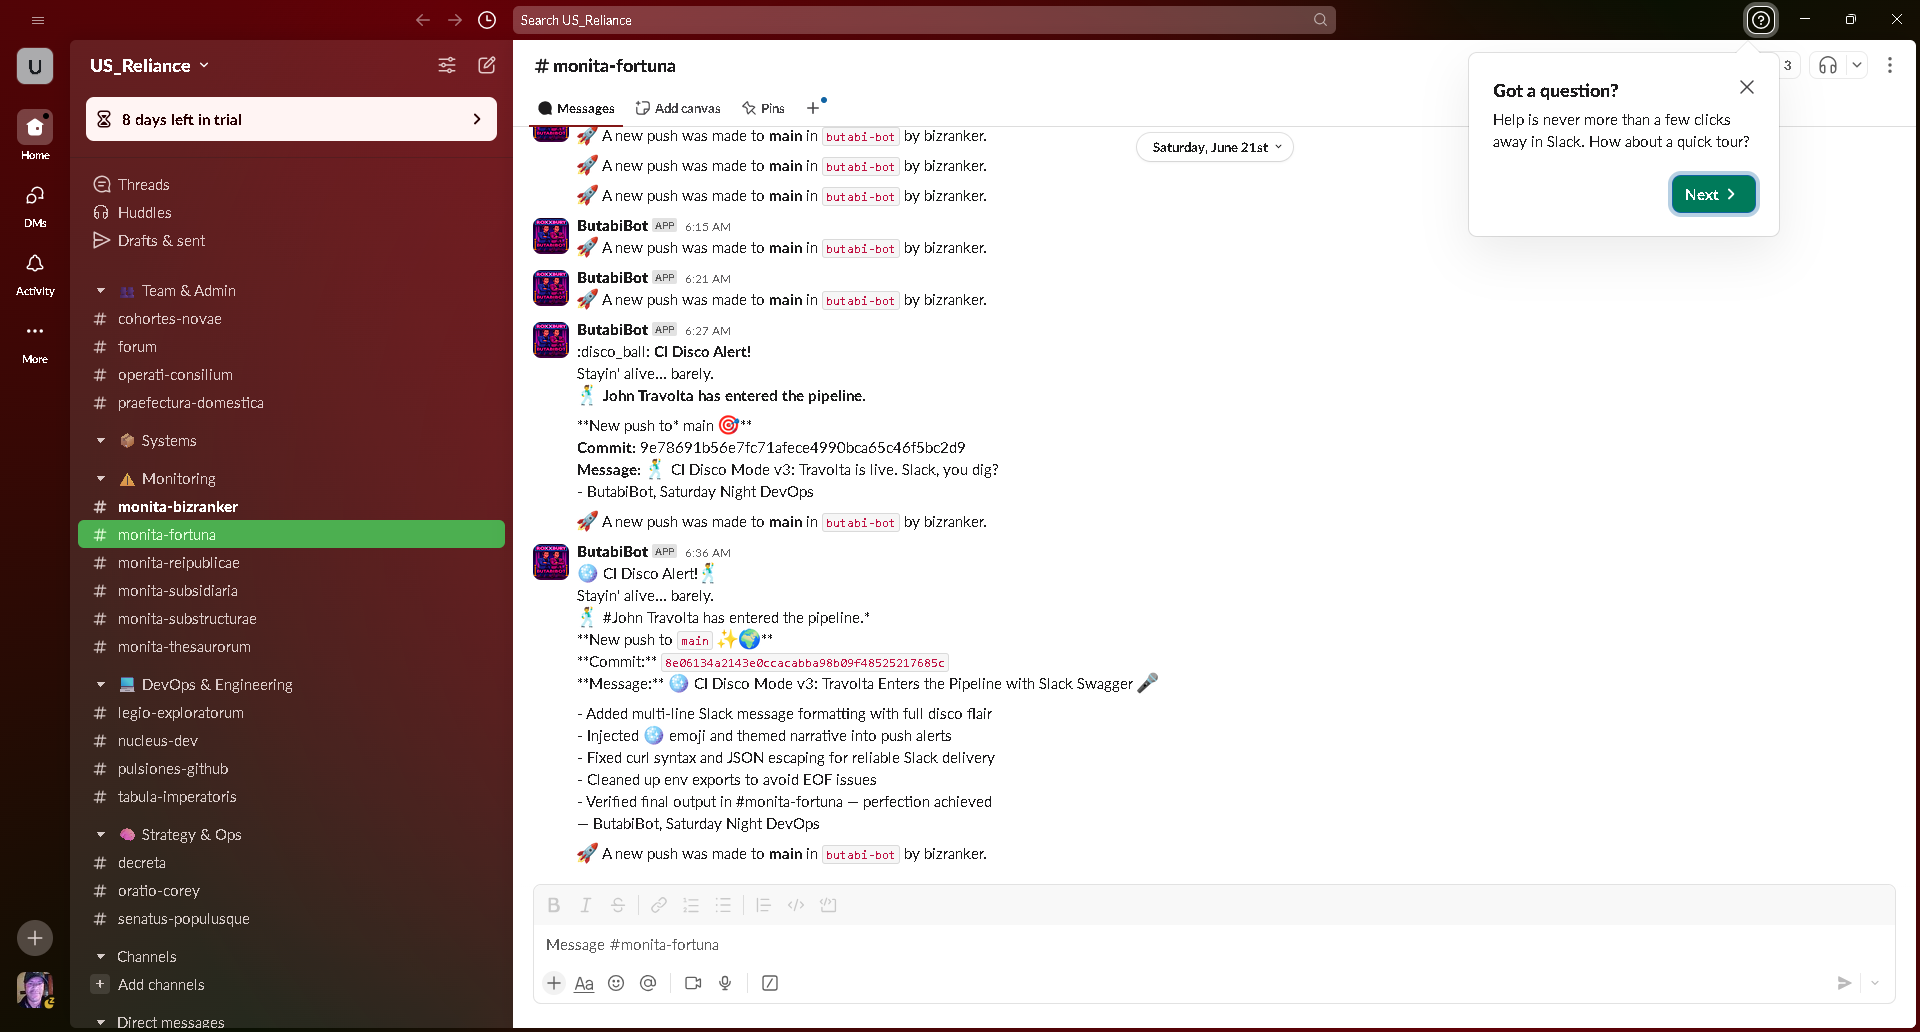 Search US_Reliance
U
US_Reliance
8 days left in trial
Home
DMs
Activity
More
Threads
Huddles
Drafts & sent
Team & Admin
# cohortes-novae
# forum
# operati-consilium
# praefectura-domestica
Systems
Monitoring
# monita-bizranker
# monita-fortuna
# monita-reipublicae
# monita-subsidiaria
# monita-substructurae
# monita-thesaurorum
DevOps & Engineering
# legio-exploratorum
# nucleus-dev
# pulsiones-github
# tabula-imperatoris
Strategy & Ops
# decreta
# oratio-corey
# senatus-populusque
Channels
Add channels
Direct messages
# monita-fortuna
3
Messages
Add canvas
Pins
Saturday, June 21st
A new push was made to main in butabi-bot by bizranker.
A new push was made to main in butabi-bot by bizranker.
A new push was made to main in butabi-bot by bizranker.
ButabiBot APP 6:15 AM
A new push was made to main in butabi-bot by bizranker.
ButabiBot APP 6:21 AM
A new push was made to main in butabi-bot by bizranker.
ButabiBot APP 6:27 AM
:disco_ball: CI Disco Alert!
Stayin' alive... barely.
🕺 John Travolta has entered the pipeline.
**New push to* main 🎯**
Commit: 9e78691b56e7fc71afece4990bca65c46f5bc2d9
Message: 🕺 CI Disco Mode v3: Travolta is live. Slack, you dig?
- ButabiBot, Saturday Night DevOps
🚀 A new push was made to main in butabi-bot by bizranker.
ButabiBot APP 6:36 AM
🪩 CI Disco Alert!🕺
Stayin' alive... barely.
🕺 #John Travolta has entered the pipeline.*
**New push to main ✨🌍**
**Commit:** 8e06134a2143e0ccacabba98b09f48525217685c
**Message:** 🪩 CI Disco Mode v3: Travolta Enters the Pipeline with Slack Swagger 🎤
- Added multi-line Slack message formatting with full disco flair
- Injected 🪩 emoji and themed narrative into push alerts
- Fixed curl syntax and JSON escaping for reliable Slack delivery
- Cleaned up env exports to avoid EOF issues
- Verified final output in #monita-fortuna — perfection achieved
— ButabiBot, Saturday Night DevOps
🚀 A new push was made to main in butabi-bot by bizranker.
Message #monita-fortuna
Aa
Got a question?
Help is never more than a few clicks
away in Slack. How about a quick tour?
Next